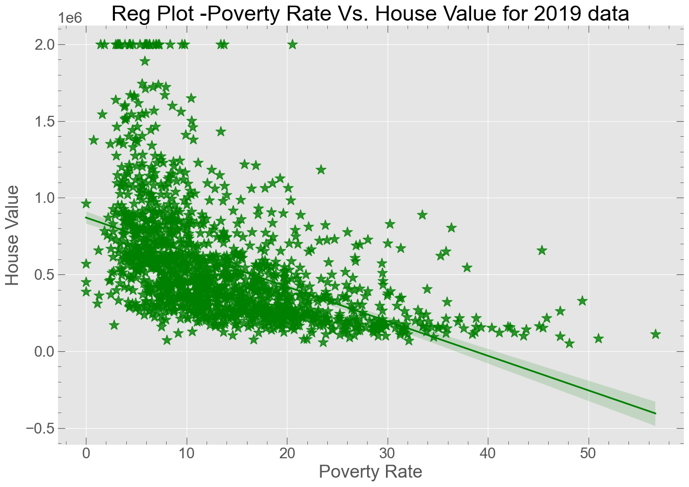 Reg Plot -Poverty Rate Vs. House Value for 2019 data
1e6
2.0
1.5
1.0
0.5
0.0
−0.5
House Value
0 10 20 30 40 50
Poverty Rate